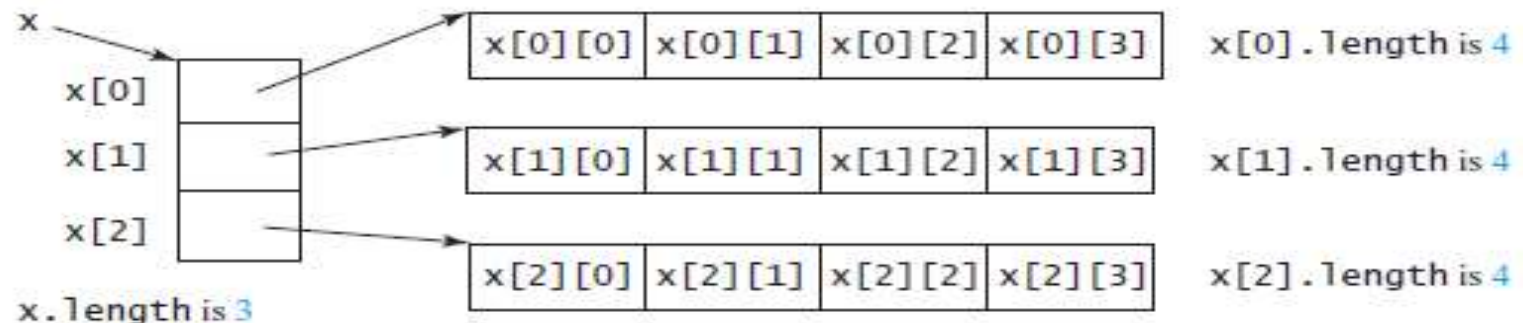 x
x[0][0] x[0][1] x[0][2] x[0][3] x[0].length is 4
x[0]
x[1]
x[1][0] x[1][1] x[1][2] x[1][3] x[1].length is 4
x[2]
x[2][0] x[2][1] x[2][2] x[2][3] x[2].length is 4
x.length is 3